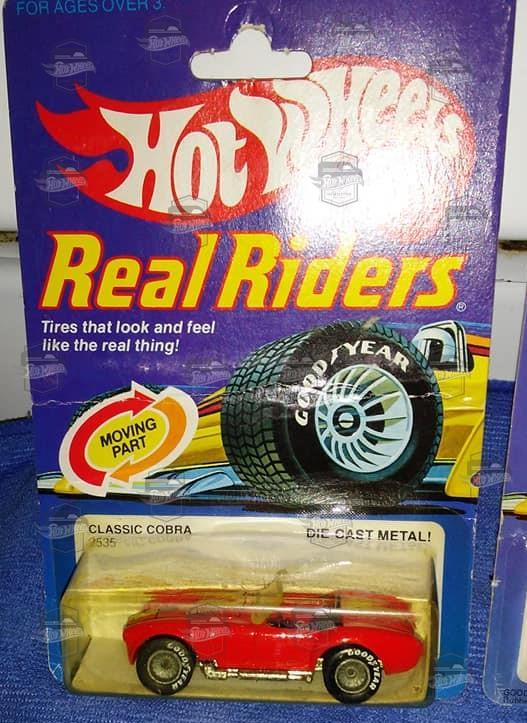 FOR AGES OVER 3.
Hot Wheels
Real Riders®
Tires that look and feel
like the real thing!
GOODYEAR
MOVING
PART
CLASSIC COBRA
2535
DIE CAST METAL!
GOODYEAR
GOODYEAR
GOOD